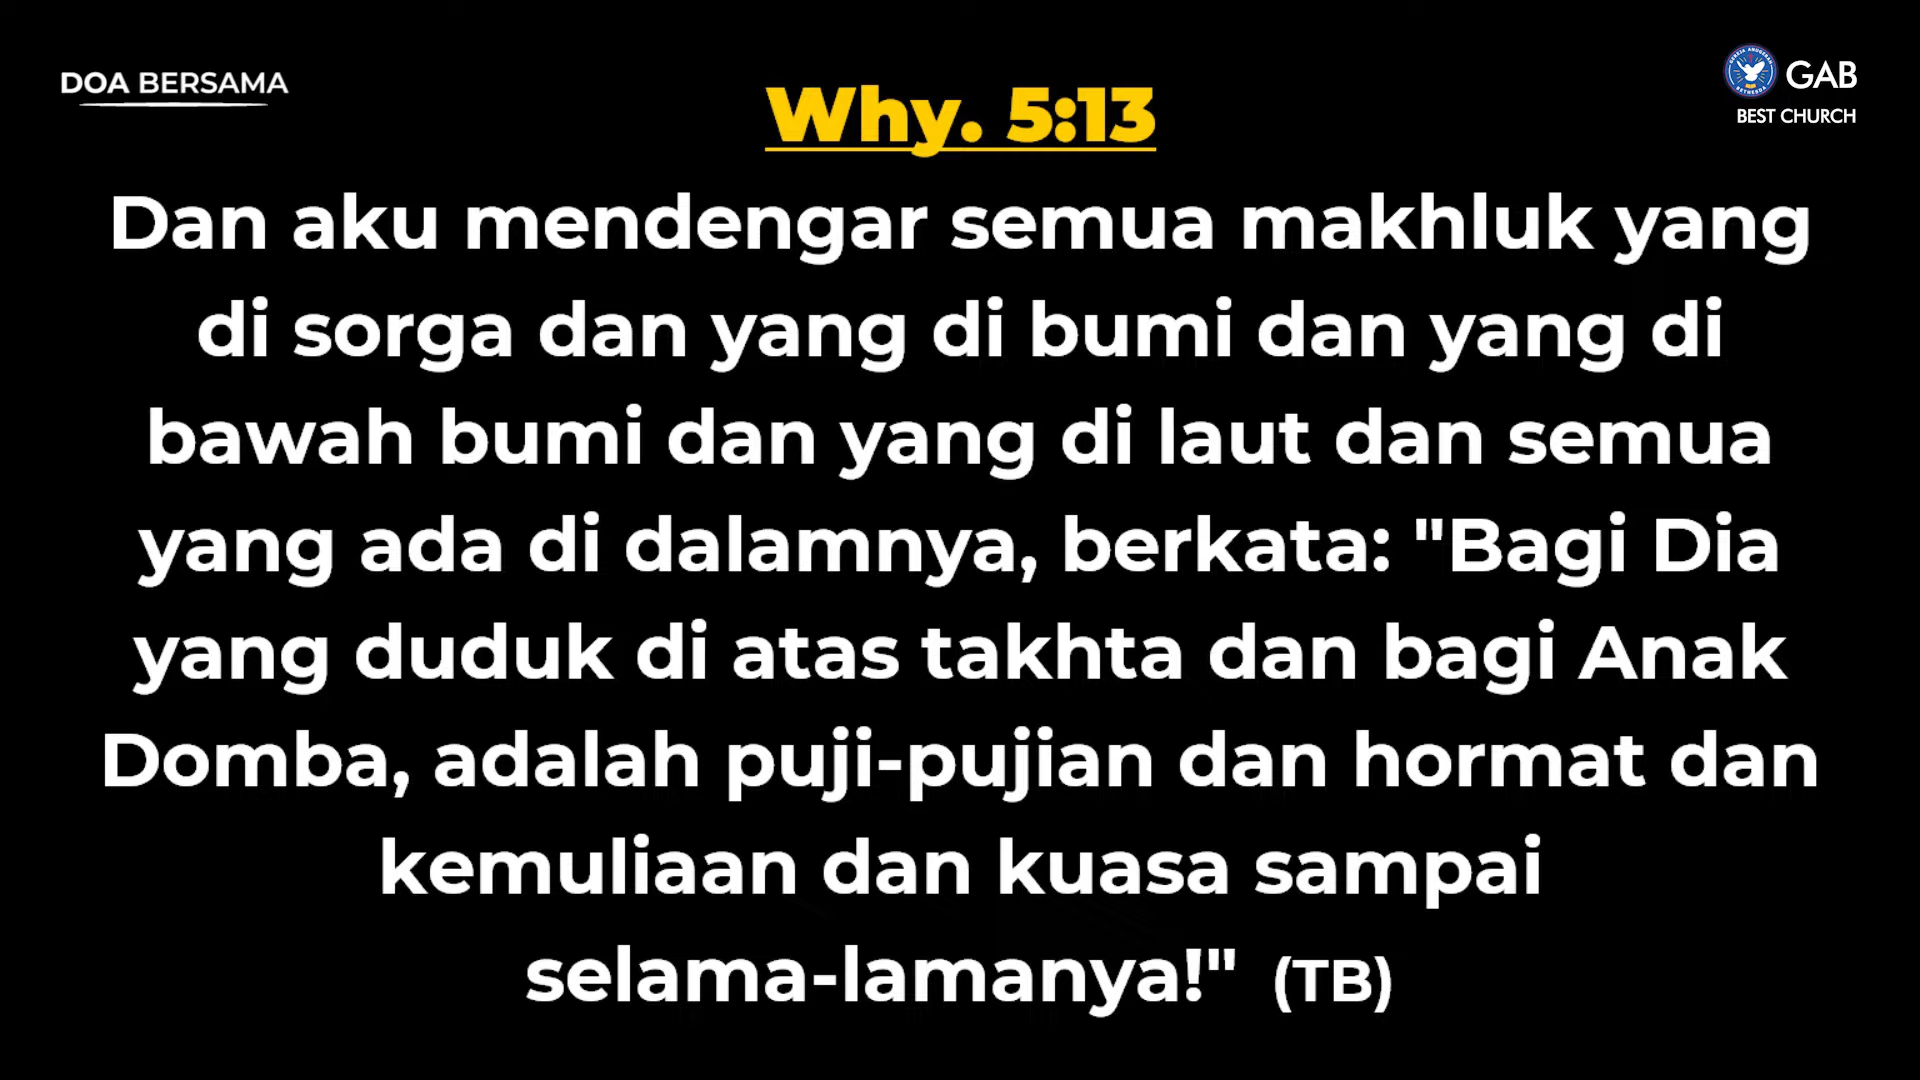 DOA BERSAMA
GAB
BEST CHURCH
Why. 5:13
Dan aku mendengar semua makhluk yang
di sorga dan yang di bumi dan yang di
bawah bumi dan yang di laut dan semua
yang ada di dalamnya, berkata: "Bagi Dia
yang duduk di atas takhta dan bagi Anak
Domba, adalah puji-pujian dan hormat dan
kemuliaan dan kuasa sampai
selama-lamanya!" (TB)